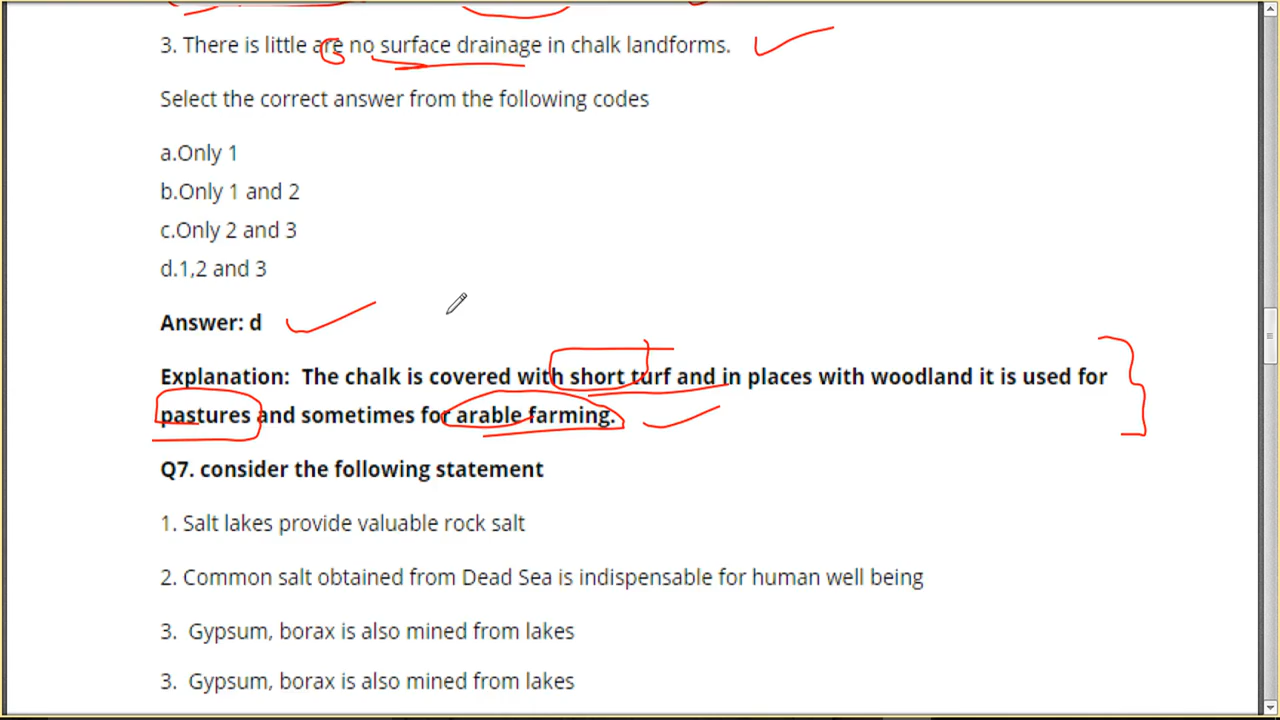 3. There is little are no surface drainage in chalk landforms.
Select the correct answer from the following codes
a.Only 1
b.Only 1 and 2
c.Only 2 and 3
d.1,2 and 3
Answer: d
Explanation:  The chalk is covered with short turf and in places with woodland it is used for
pastures and sometimes for arable farming.
Q7. consider the following statement
1. Salt lakes provide valuable rock salt
2. Common salt obtained from Dead Sea is indispensable for human well being
3.  Gypsum, borax is also mined from lakes
3.  Gypsum, borax is also mined from lakes